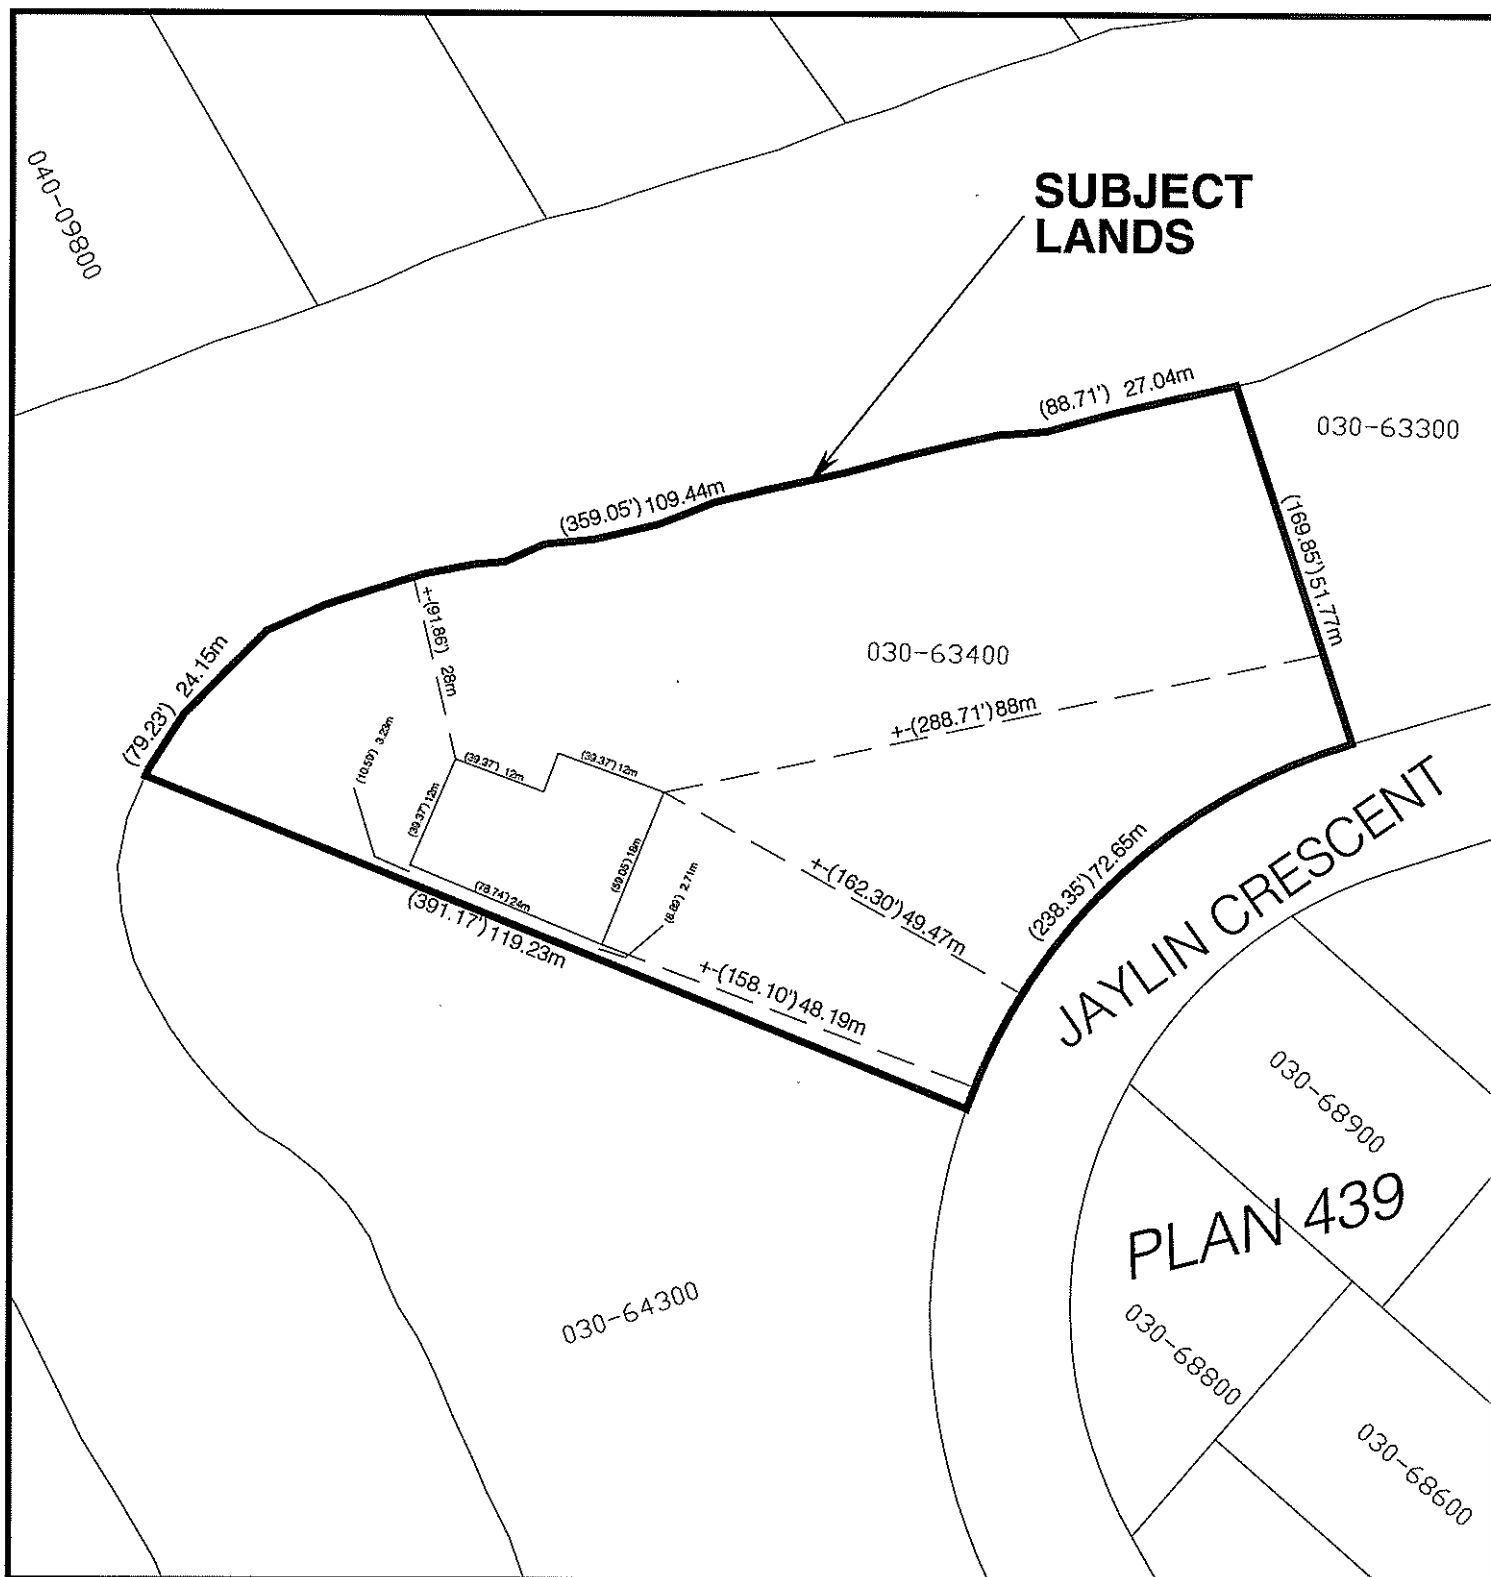 040-09800
SUBJECT
LANDS
(88.71') 27.04m
030-63300
(359.05') 109.44m
(169.85') 51.77m
+-(91.86') 28m
030-63400
(79.23') 24.15m
+-(288.71') 88m
(10.59') 3.23m
(39.37') 12m
(39.37') 12m
(39.37') 12m
(59.05') 18m
(78.74') 24m
(8.89') 2.71m
+-(162.30') 49.47m
(238.35') 72.65m
JAYLIN CRESCENT
(391.17') 119.23m
+-(158.10') 48.19m
030-68900
PLAN 439
030-64300
030-68800
030-68600